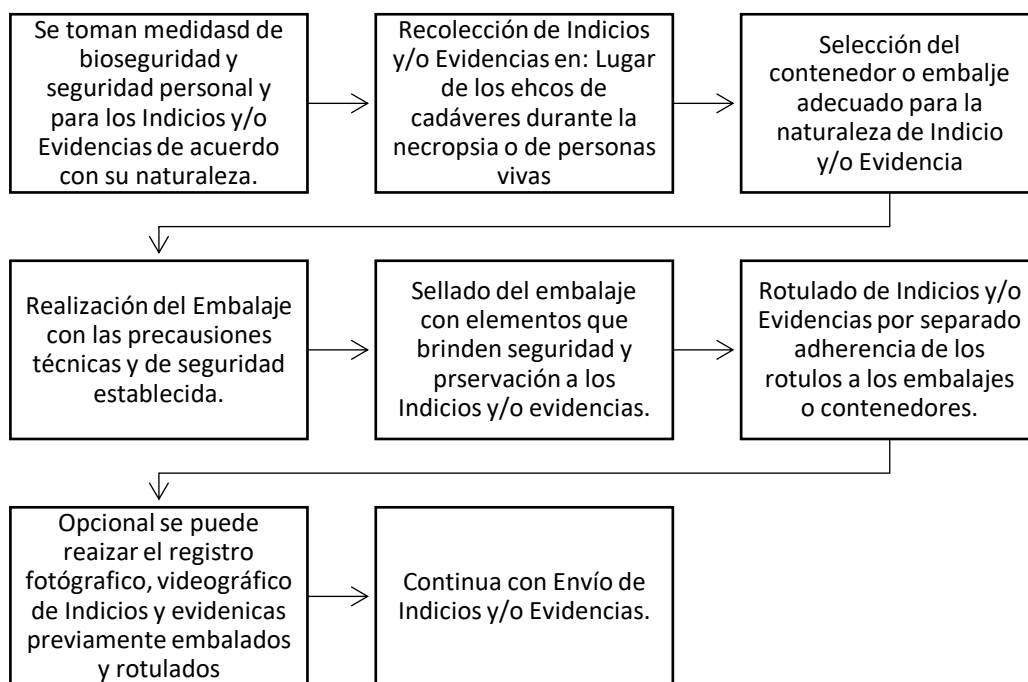 Se toman medidasd de
bioseguridad y
seguridad personal y
para los Indicios y/o
Evidencias de acuerdo
con su naturaleza.
Recolección de Indicios
y/o Evidencias en: Lugar
de los ehcos de
cadáveres durante la
necropsia o de personas
vivas
Selección del
contenedor o embalje
adecuado para la
naturaleza de Indicio
y/o Evidencia
Realización del Embalaje
con las precausiones
técnicas y de seguridad
establecida.
Sellado del embalaje
con elementos que
brinden seguridad y
prservación a los
Indicios y/o evidencias.
Rotulado de Indicios y/o
Evidencias por separado
adherencia de los
rotulos a los embalajes
o contenedores.
Opcional se puede
reaizar el registro
fotógrafico, videográfico
de Indicios y evidenicas
previamente embalados
y rotulados
Continua con Envío de
Indicios y/o Evidencias.